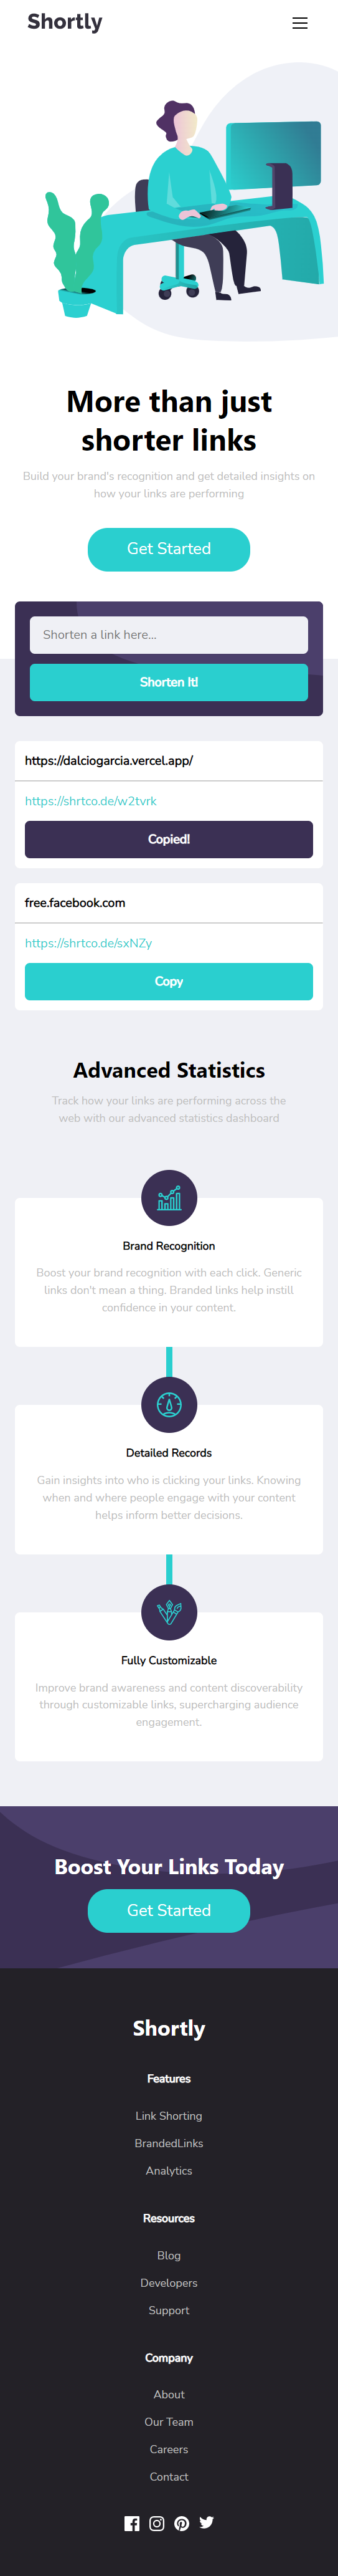 Shortly
More than just
shorter links
Build your brand's recognition and get detailed insights on
how your links are performing
Get Started
Shorten a link here...
Shorten It!
https://dalciogarcia.vercel.app/
https://shrtco.de/w2tvrk
Copied!
free.facebook.com
https://shrtco.de/sxNZy
Copy
Advanced Statistics
Track how your links are performing across the
web with our advanced statistics dashboard
Brand Recognition
Boost your brand recognition with each click. Generic
links don't mean a thing. Branded links help instill
confidence in your content.
Detailed Records
Gain insights into who is clicking your links. Knowing
when and where people engage with your content
helps inform better decisions.
Fully Customizable
Improve brand awareness and content discoverability
through customizable links, supercharging audience
engagement.
Boost Your Links Today
Get Started
Shortly
Features
Link Shorting
BrandedLinks
Analytics
Resources
Blog
Developers
Support
Company
About
Our Team
Careers
Contact